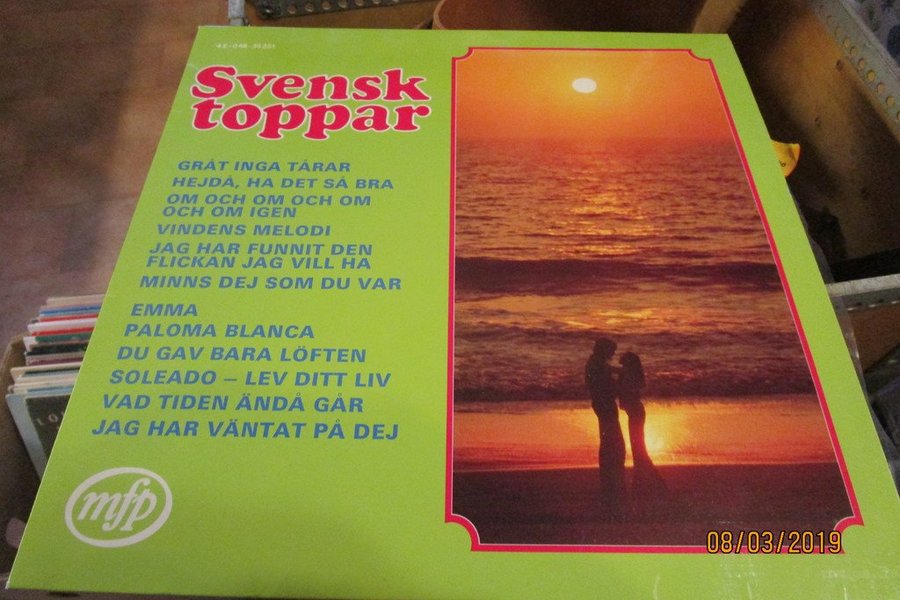 Svensk
toppar
GRÅT INGA TÅRAR
HEJDÅ, HA DET SÅ BRA
OM OCH OM OCH OM
OCH OM IGEN
VINDENS MELODI
JAG HAR FUNNIT DEN
FLICKAN JAG VILL HA
MINNS DEJ SOM DU VAR
EMMA
PALOMA BLANCA
DU GAV BARA LÖFTEN
SOLEADO – LEV DITT LIV
VAD TIDEN ÄNDÅ GÅR
JAG HAR VÄNTAT PÅ DEJ
mfp
08/03/2019